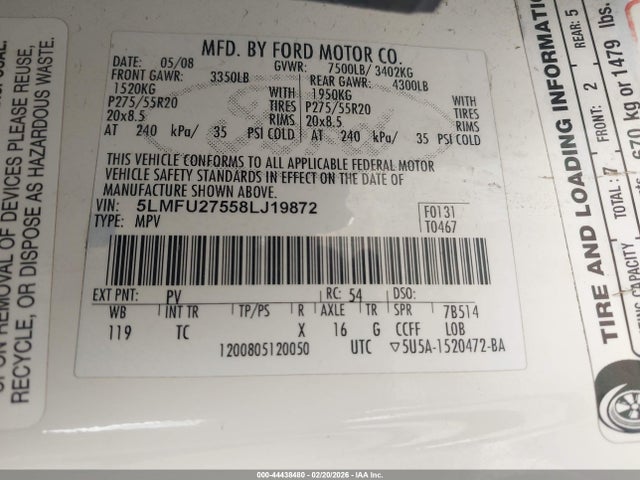 MFD. BY FORD MOTOR CO.
DATE: 05/08 GVWR: 7500LB/ 3402KG
FRONT GAWR: 3350LB REAR GAWR: 4300LB
1520KG WITH 1950KG WITH
P275/55R20 TIRES P275/55R20 TIRES
20x8.5 RIMS 20x8.5 RIMS
AT 240 kPa/ 35 PSI COLD AT 240 kPa/ 35 PSI COLD
THIS VEHICLE CONFORMS TO ALL APPLICABLE FEDERAL MOTOR
VEHICLE SAFETY STANDARDS IN EFFECT ON THE DATE OF
MANUFACTURE SHOWN ABOVE.
VIN: 5LMFU27558LJ19872
TYPE: MPV
F0131
T0467
EXT PNT: PV RC: 54 DSO:
WB INT TR TP/PS R AXLE TR SPR 7B514
119 TC X 16 G CCFF LOB
1200805120050 UTC ▽5U5A-1520472-BA
REMOVAL OF DEVICES PLEASE REUSE,
RECYCLE, OR DISPOSE AS HAZARDOUS WASTE.
TIRE AND LOADING INFORMATION
TOTAL: 7 FRONT: 2 REAR: 5
CAPACITY 670 kg or 1479 lbs.
000-44438480 - 02/20/2026 - IAA Inc.